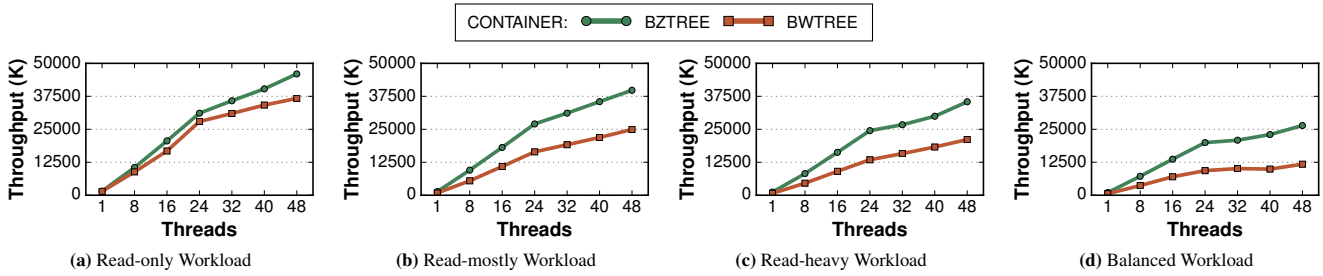 CONTAINER: BZTREE BWTREE
Throughput (K)
50000
37500
25000
12500
0
1 8 16 24 32 40 48
Threads
(a) Read-only Workload
Throughput (K)
50000
37500
25000
12500
0
1 8 16 24 32 40 48
Threads
(b) Read-mostly Workload
Throughput (K)
50000
37500
25000
12500
0
1 8 16 24 32 40 48
Threads
(c) Read-heavy Workload
Throughput (K)
50000
37500
25000
12500
0
1 8 16 24 32 40 48
Threads
(d) Balanced Workload